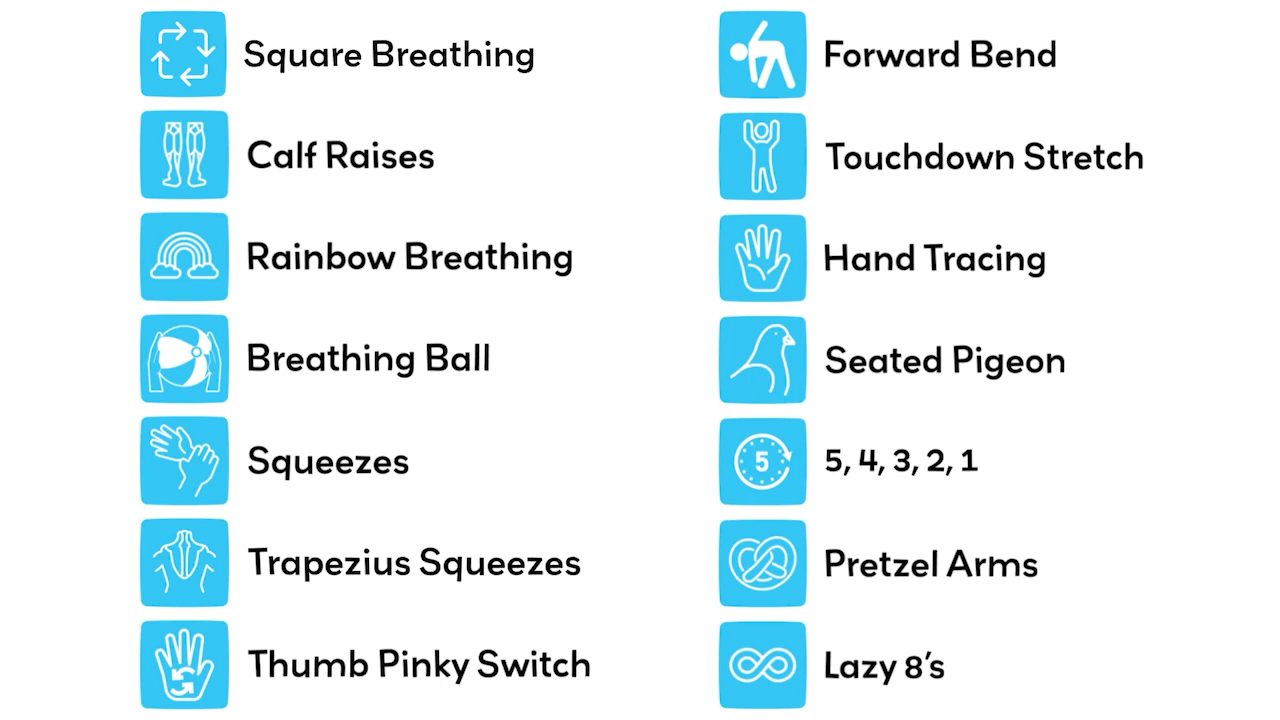 Square Breathing
Calf Raises
Rainbow Breathing
Breathing Ball
Squeezes
Trapezius Squeezes
Thumb Pinky Switch
Forward Bend
Touchdown Stretch
Hand Tracing
Seated Pigeon
5
5, 4, 3, 2, 1
Pretzel Arms
Lazy 8's